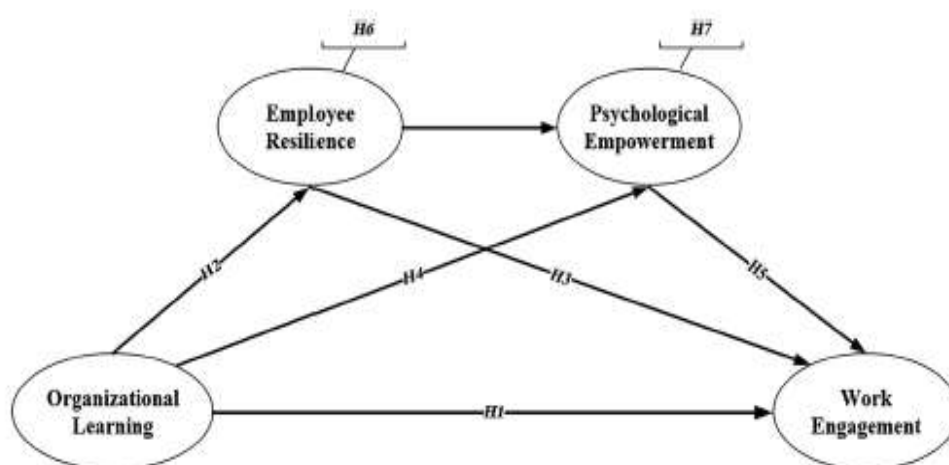 H6
H7
Employee
Resilience
Psychological
Empowerment
H2
H4
H3
H5
Organizational
Learning
H1
Work
Engagement